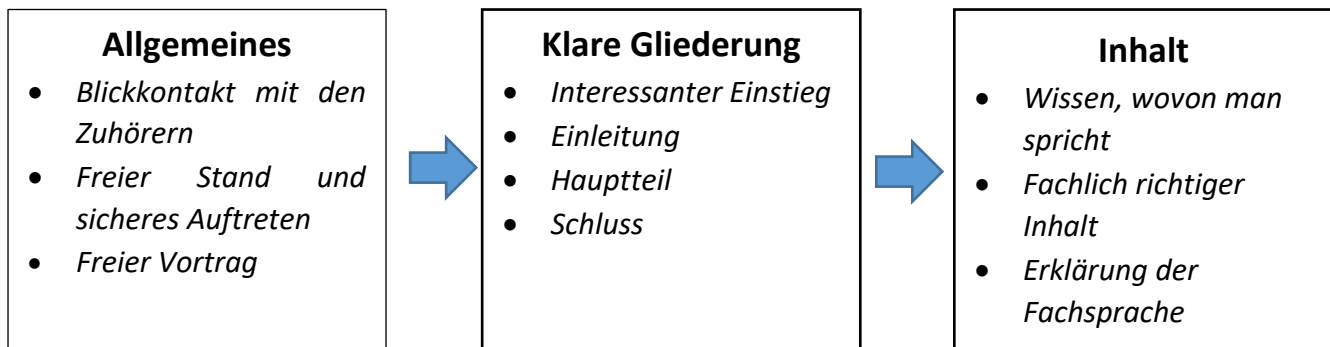 Allgemeines
• Blickkontakt mit den
Zuhörern
• Freier Stand und
sicheres Auftreten
• Freier Vortrag
Klare Gliederung
• Interessanter Einstieg
• Einleitung
• Hauptteil
• Schluss
Inhalt
• Wissen, wovon man
spricht
• Fachlich richtiger
Inhalt
• Erklärung der
Fachsprache